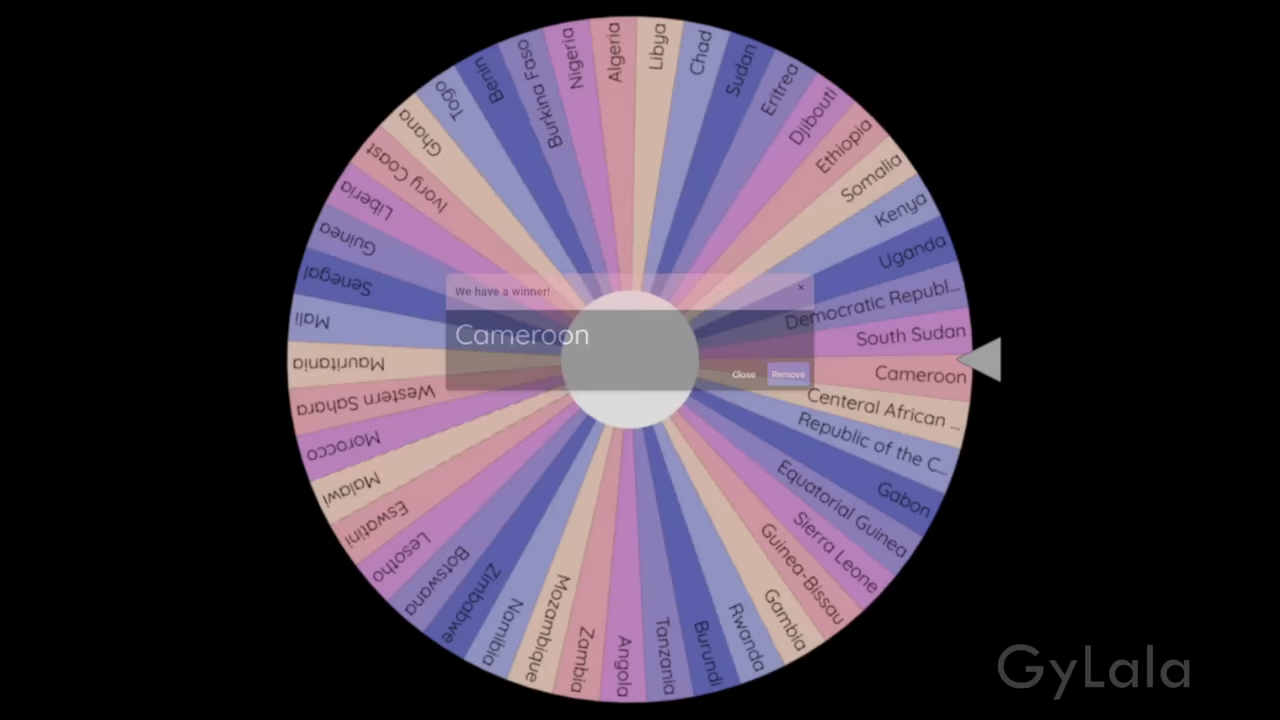 Libya
Chad
Sudan
Eritrea
Djibouti
Ethiopia
Somalia
Kenya
Uganda
Democratic Republ...
South Sudan
Cameroon
Centeral African ...
Republic of the C...
Gabon
Equatorial Guinea
Sierra Leone
Guinea-Bissau
Gambia
Rwanda
Burundi
Tanzania
Angola
Zambia
Mozambique
Namibia
Zimbabwe
Botswana
Lesotho
Eswatini
Malawi
Morocco
Western Sahara
Mauritania
Mali
Senegal
Guinea
Liberia
Ivory Coast
Ghana
Togo
Benin
Burkina Faso
Nigeria
Algeria
We have a winner!
×
Cameroon
Close
Remove
GyLala